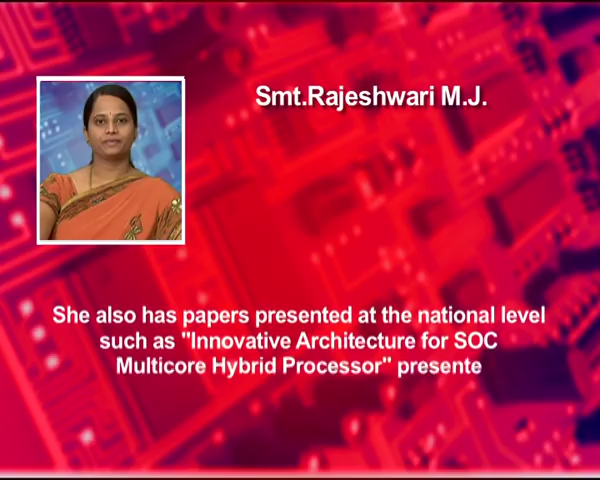 Smt.Rajeshwari M.J.
She also has papers presented at the national level
such as "Innovative Architecture for SOC
Multicore Hybrid Processor" presente